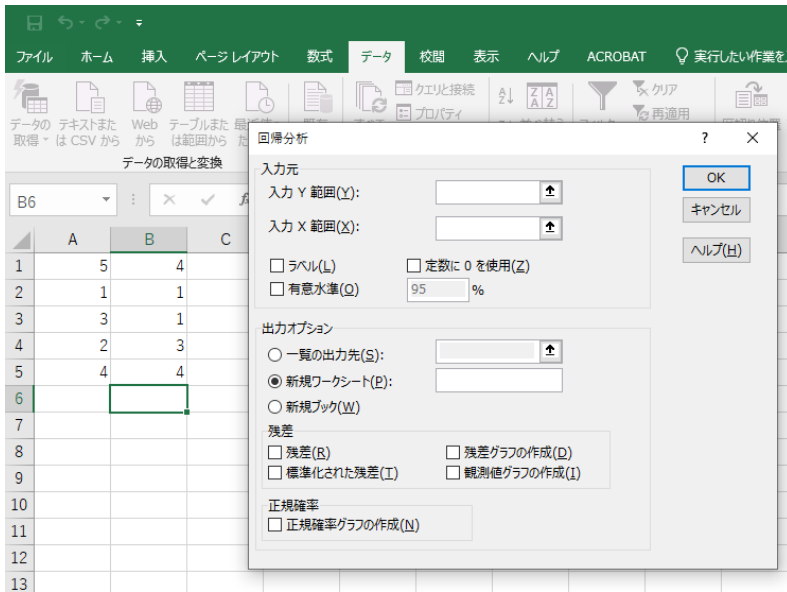 ファイル ホーム 挿入 ページ レイアウト 数式 データ 校閲 表示 ヘルプ ACROBAT 実行したい作業を
データの テキストまた Web テーブルまた
取得 は CSV から から は範囲から
クエリと接続
プロパティ
クリア
再適用
データの取得と変換
B6
A B C
1 5 4
2 1 1
3 3 1
4 2 3
5 4 4
6
7
8
9
10
11
12
13
回帰分析 ?
入力元
入力 Y 範囲(Y):
入力 X 範囲(X):
ラベル(L) 定数に 0 を使用(Z)
有意水準(O) 95 %
OK
キャンセル
ヘルプ(H)
出力オプション
一覧の出力先(S):
新規ワークシート(P):
新規ブック(W)
残差
残差(R) 残差グラフの作成(D)
標準化された残差(T) 観測値グラフの作成(I)
正規確率
正規確率グラフの作成(N)